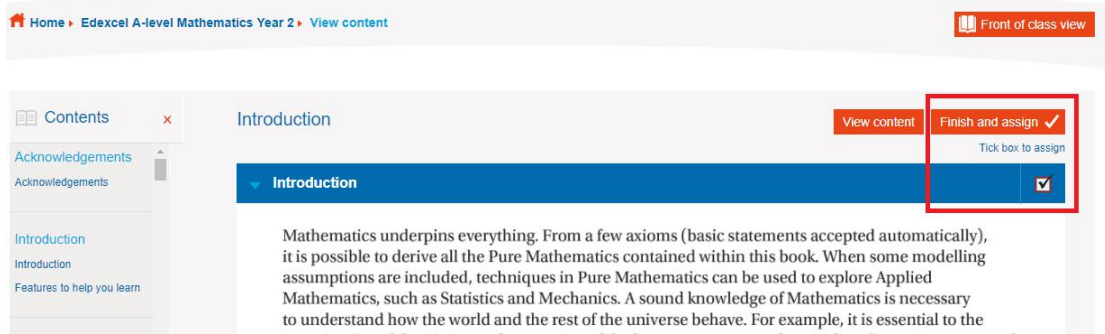 Home ▸ Edexcel A-level Mathematics Year 2 ▸ View content
Front of class view
Contents x
Acknowledgements
Acknowledgements
Introduction
Introduction
Features to help you learn
Introduction
View content
Finish and assign ✓
Tick box to assign
Introduction
Mathematics underpins everything. From a few axioms (basic statements accepted automatically),
it is possible to derive all the Pure Mathematics contained within this book. When some modelling
assumptions are included, techniques in Pure Mathematics can be used to explore Applied
Mathematics, such as Statistics and Mechanics. A sound knowledge of Mathematics is necessary
to understand how the world and the rest of the universe behave. For example, it is essential to the